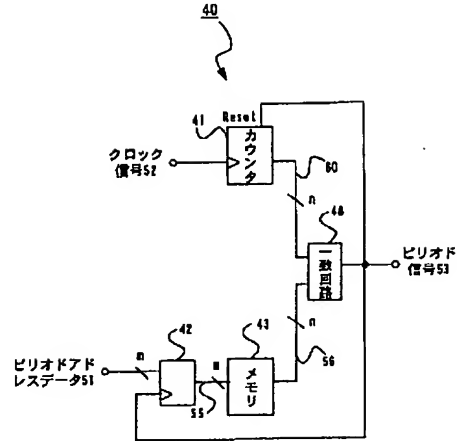 40
41
Reset
カウンタ
クロック
信号52
60
n
48
一致回路
ピリオド
信号53
n
56
ピリオドアド
レスデータ51
m
42
55
m
43
メモリ